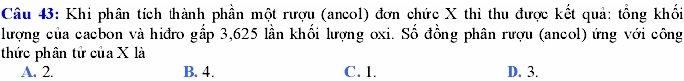 Câu 43: Khi phân tích thành phần một rượu (ancol) đơn chức X thì thu được kết quả: tổng khối
lượng của cacbon và hiđro gấp 3,625 lần khối lượng oxi. Số đồng phân rượu (ancol) ứng với công
thức phân tử của X là
A. 2. B. 4. C. 1. D. 3.